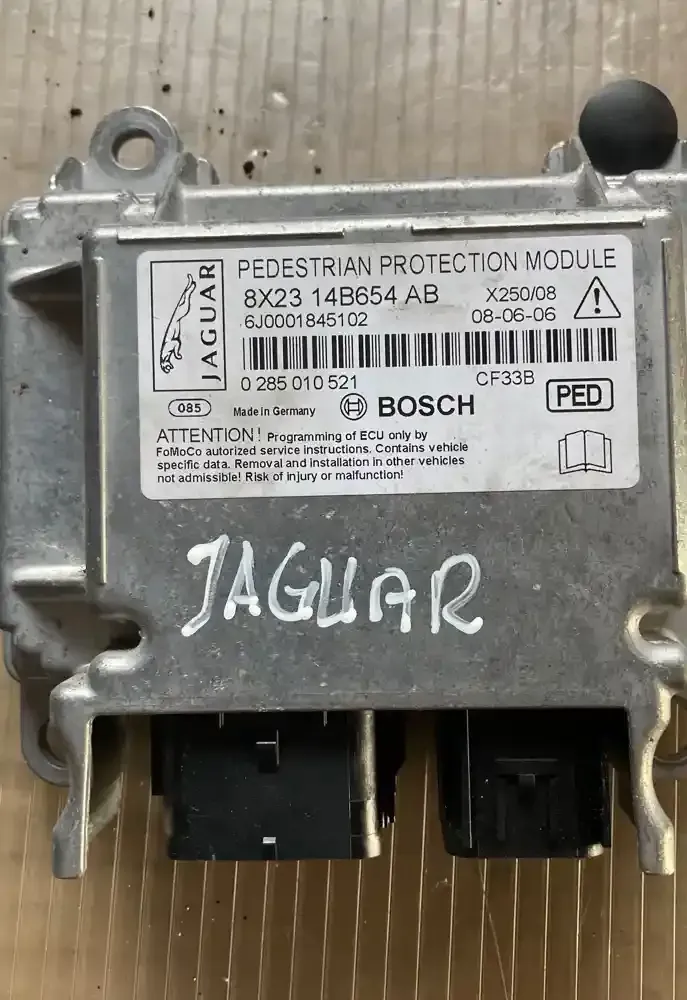 JAGUAR
PEDESTRIAN PROTECTION MODULE
8X23 14B654 AB
X250/08
6J0001845102
08-06-06
0 285 010 521
CF33B
PED
085
Made in Germany
BOSCH
ATTENTION! Programming of ECU only by
FoMoCo autorized service instructions. Contains vehicle
specific data. Removal and installation in other vehicles
not admissible! Risk of injury or malfunction!
JAGUAR